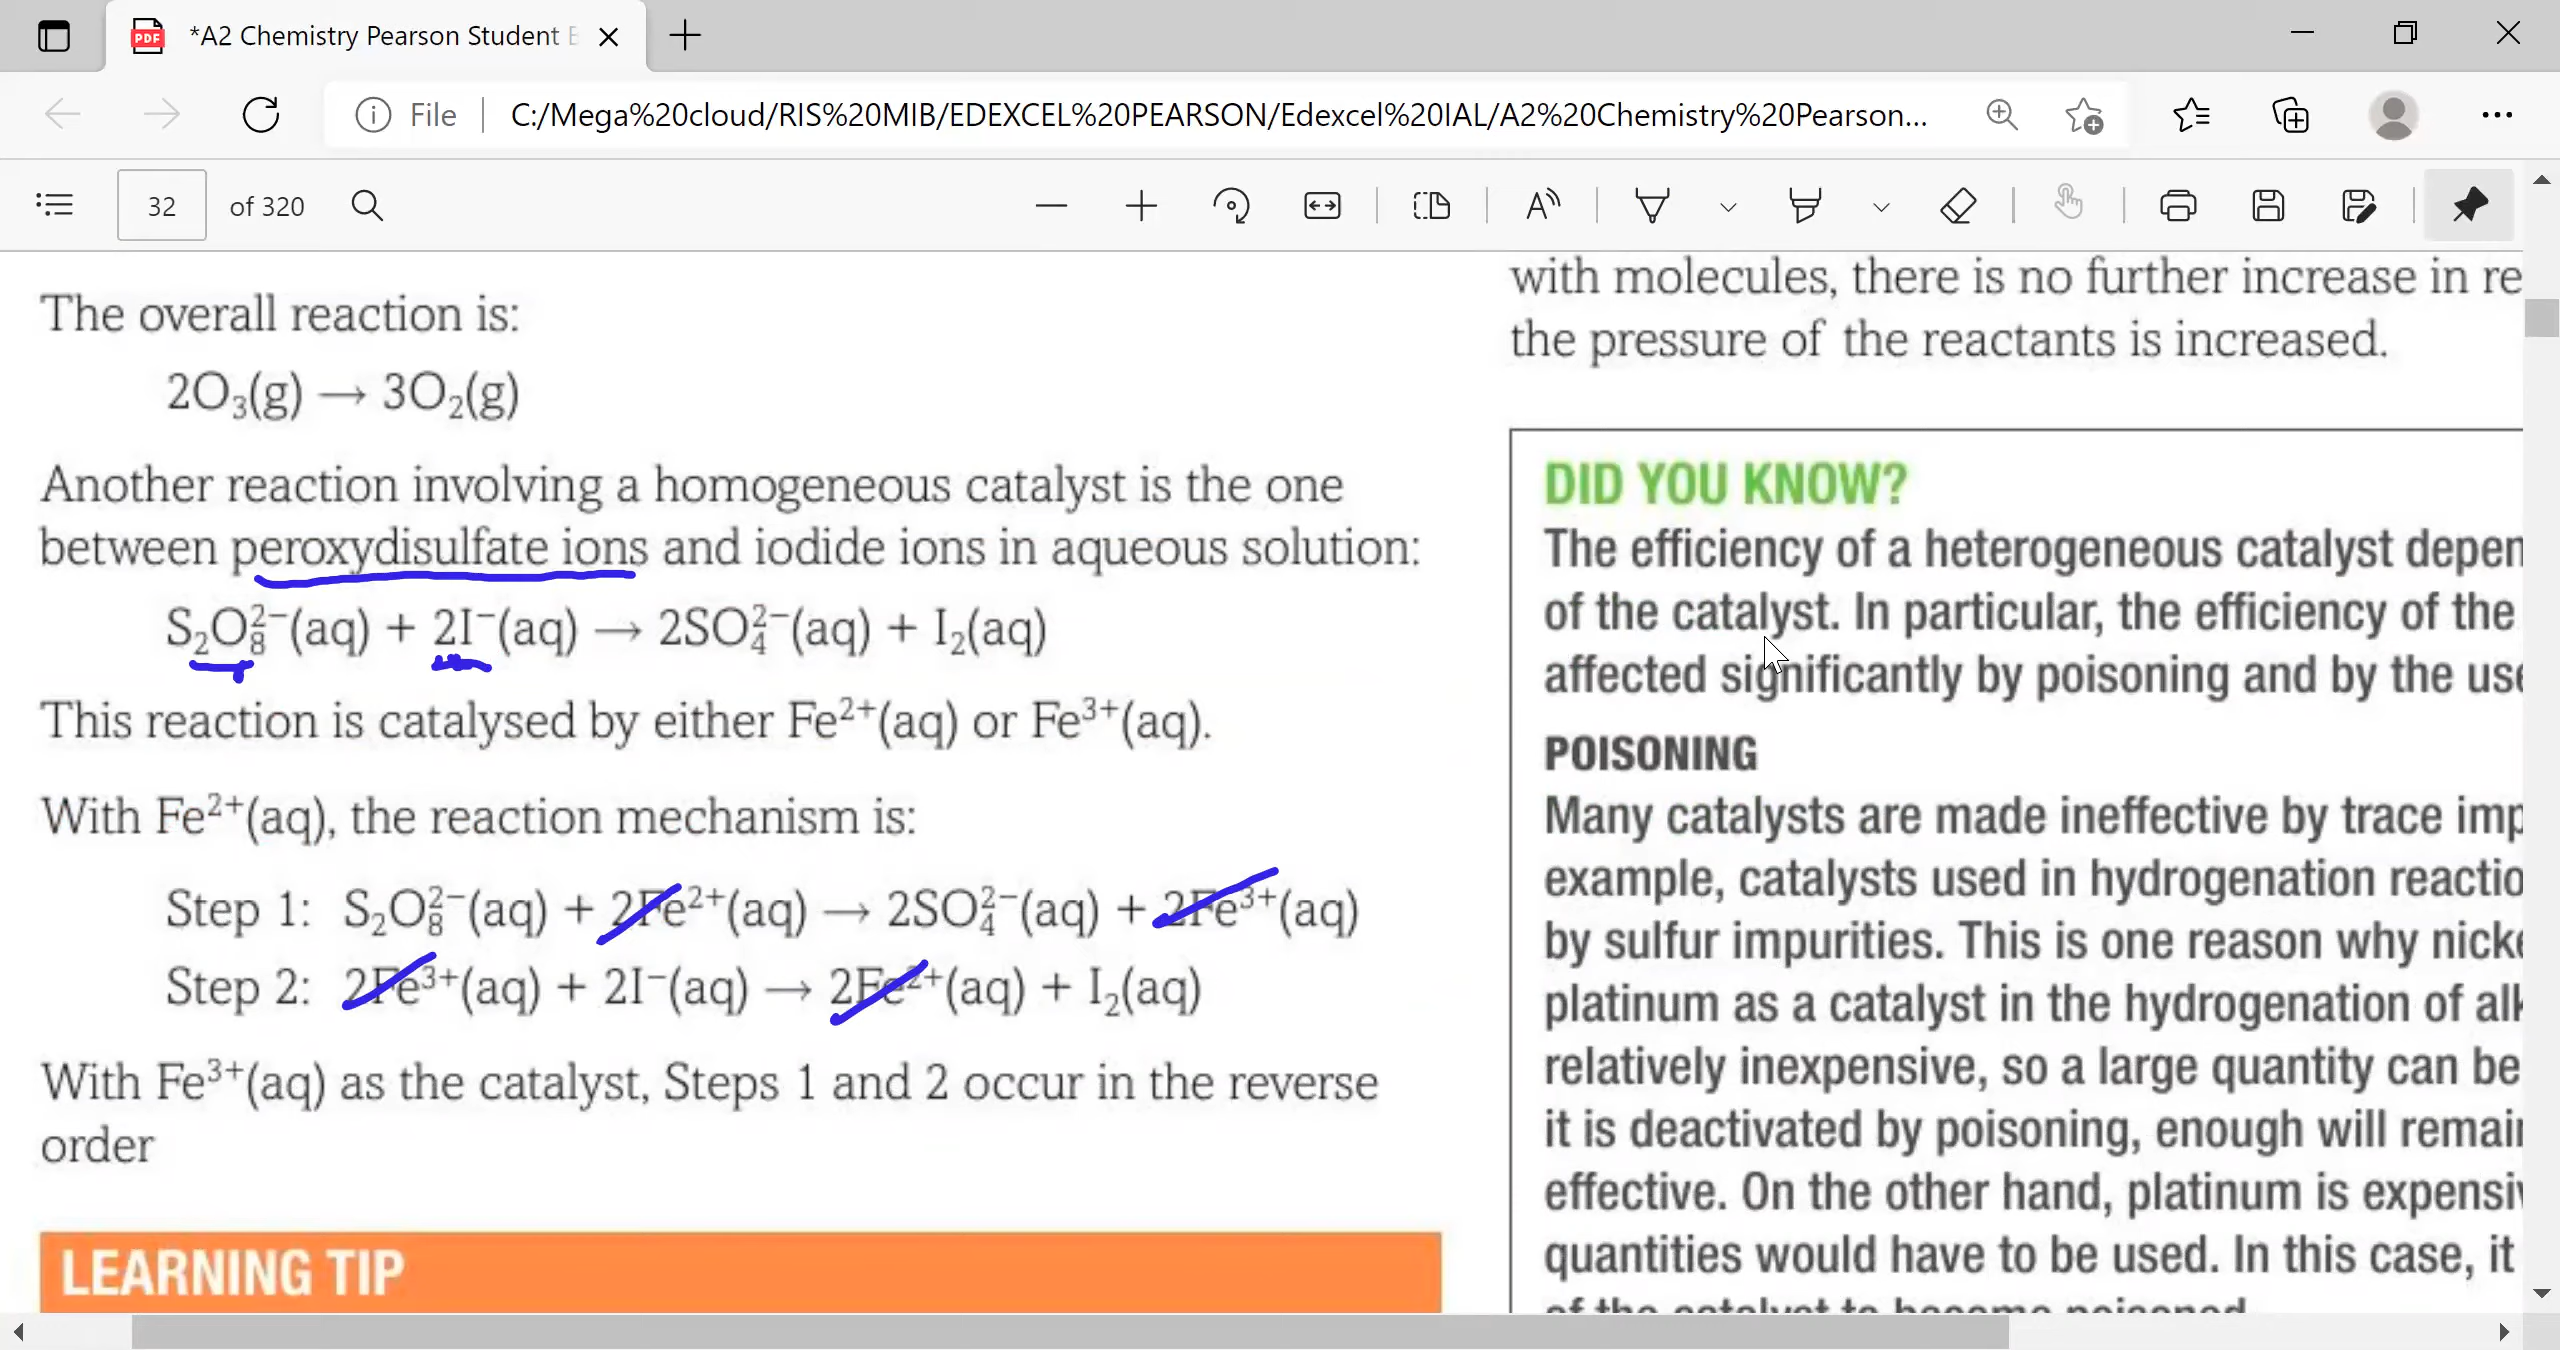 *A2 Chemistry Pearson Student
File
C:/Mega%20cloud/RIS%20MIB/EDEXCEL%20PEARSON/Edexcel%20IAL/A2%20Chemistry%20Pearson...
32 of 320
The overall reaction is:
2O₃(g) → 3O₂(g)
Another reaction involving a homogeneous catalyst is the one
between peroxydisulfate ions and iodide ions in aqueous solution:
S₂O₈²⁻(aq) + 2I⁻(aq) → 2SO₄²⁻(aq) + I₂(aq)
This reaction is catalysed by either Fe²⁺(aq) or Fe³⁺(aq).
With Fe²⁺(aq), the reaction mechanism is:
Step 1: S₂O₈²⁻(aq) + 2Fe²⁺(aq) → 2SO₄²⁻(aq) + 2Fe³⁺(aq)
Step 2: 2Fe³⁺(aq) + 2I⁻(aq) → 2Fe²⁺(aq) + I₂(aq)
With Fe³⁺(aq) as the catalyst, Steps 1 and 2 occur in the reverse
order
LEARNING TIP
with molecules, there is no further increase in re
the pressure of the reactants is increased.
DID YOU KNOW?
The efficiency of a heterogeneous catalyst depen
of the catalyst. In particular, the efficiency of the
affected significantly by poisoning and by the use
POISONING
Many catalysts are made ineffective by trace imp
example, catalysts used in hydrogenation reactio
by sulfur impurities. This is one reason why nicke
platinum as a catalyst in the hydrogenation of alk
relatively inexpensive, so a large quantity can be
it is deactivated by poisoning, enough will remain
effective. On the other hand, platinum is expensiv
quantities would have to be used. In this case, it
of the catalyst to become poisoned